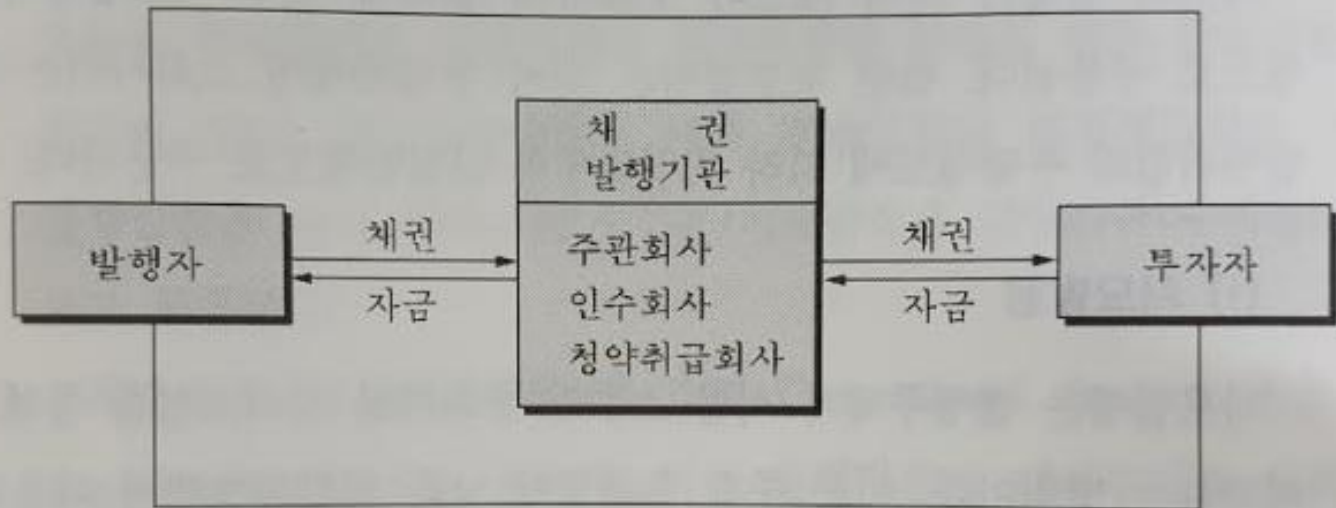 채 권
발행기관
발행자
채권
자금
주관회사
인수회사
청약취급회사
채권
자금
투자자